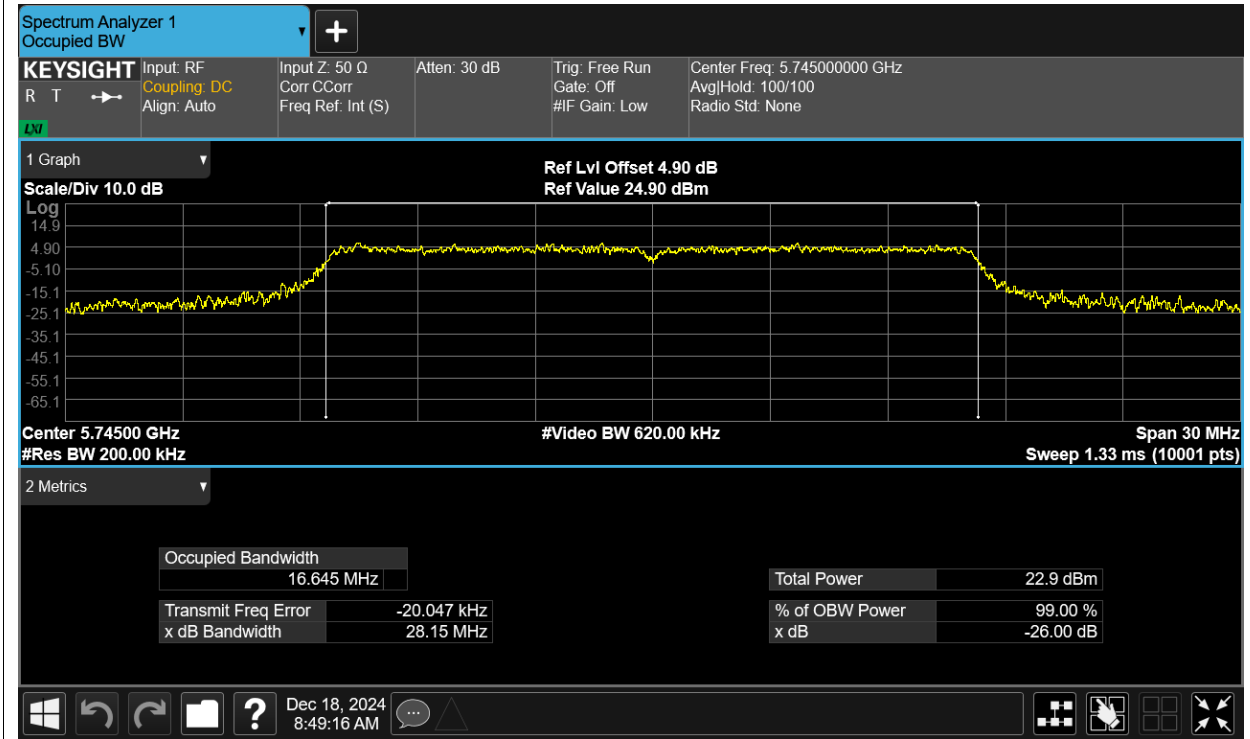 Spectrum Analyzer 1
Occupied BW
KEYSIGHT
R T
LXI
Input: RF
Coupling: DC
Align: Auto
Input Z: 50 Ω
Corr CCorr
Freq Ref: Int (S)
Atten: 30 dB
Trig: Free Run
Gate: Off
#IF Gain: Low
Center Freq: 5.745000000 GHz
Avg|Hold: 100/100
Radio Std: None
1 Graph
Scale/Div 10.0 dB
Ref Lvl Offset 4.90 dB
Ref Value 24.90 dBm
Log
14.9
4.90
-5.10
-15.1
-25.1
-35.1
-45.1
-55.1
-65.1
Center 5.74500 GHz
#Res BW 200.00 kHz
#Video BW 620.00 kHz
Span 30 MHz
Sweep 1.33 ms (10001 pts)
2 Metrics
Occupied Bandwidth
16.645 MHz
Transmit Freq Error -20.047 kHz
x dB Bandwidth 28.15 MHz
Total Power 22.9 dBm
% of OBW Power 99.00 %
x dB -26.00 dB
Dec 18, 2024
8:49:16 AM